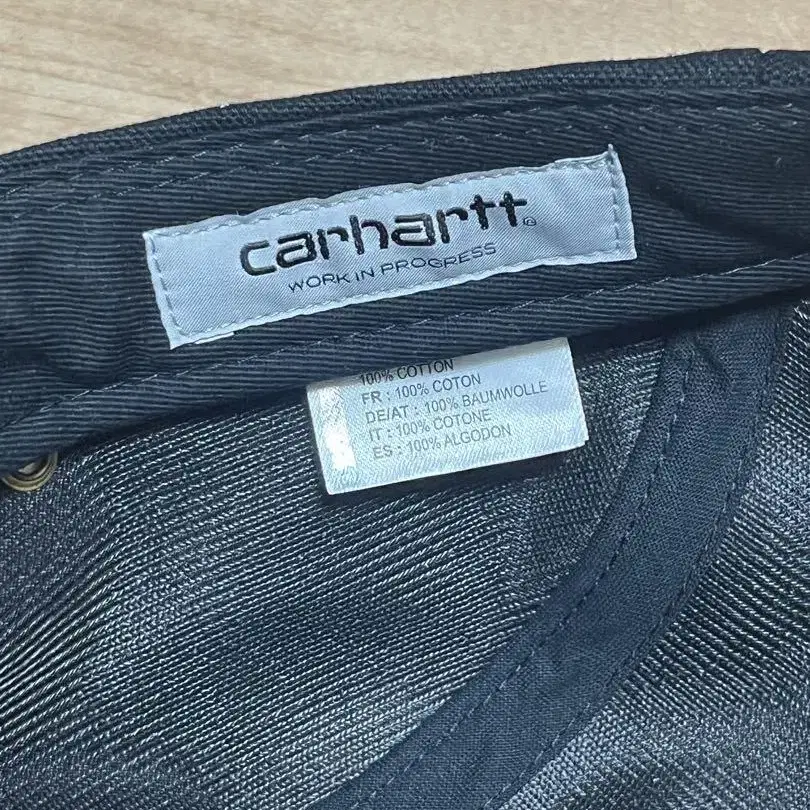 carhartt®
WORK IN PROGRESS
100% COTTON
FR : 100% COTON
DE/AT : 100% BAUMWOLLE
IT : 100% COTONE
ES : 100% ALGODON